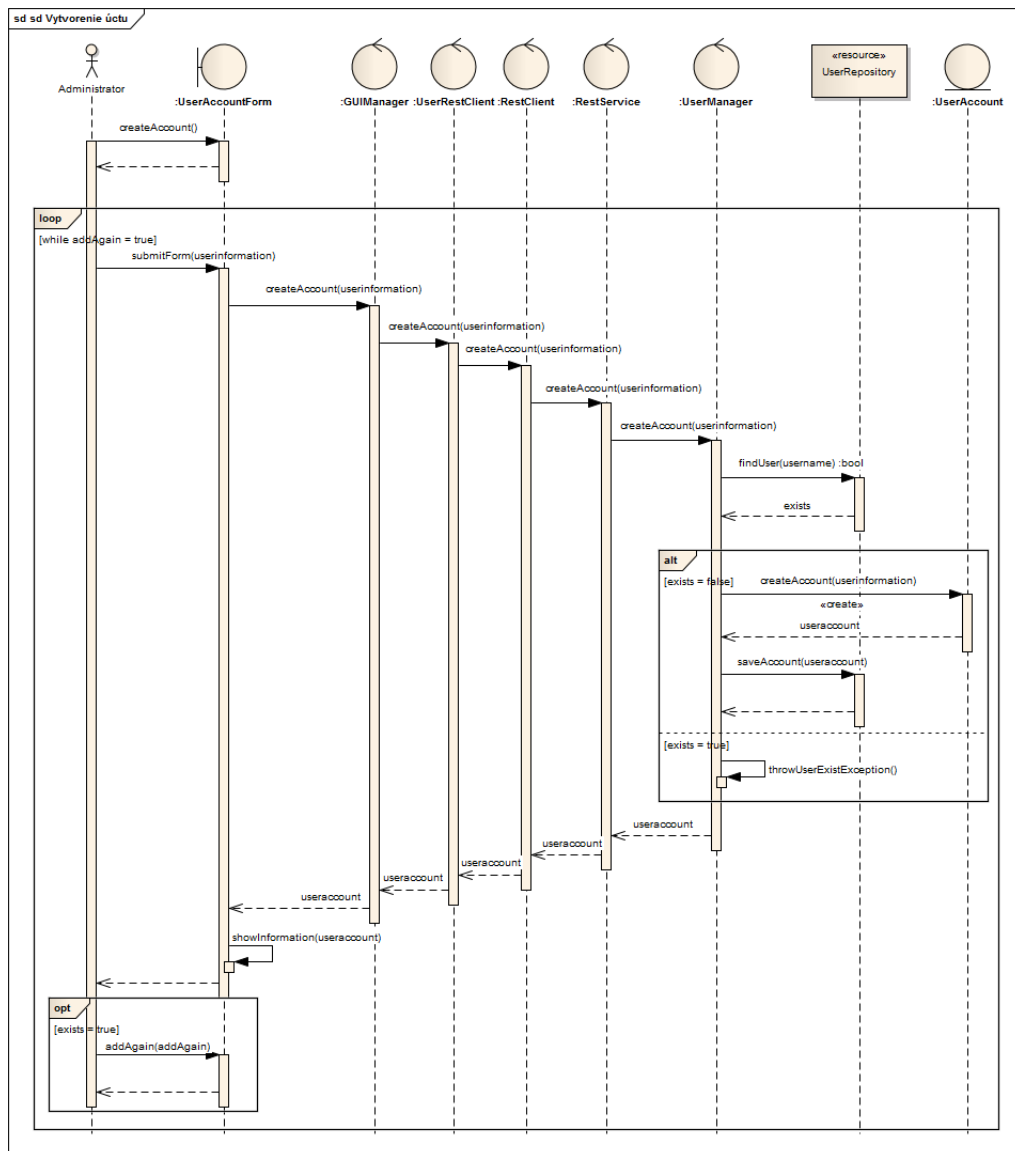 sd sd Vytvorenie úctu
Administrator
:UserAccountForm
:GUIManager
:UserRestClient
:RestClient
:RestService
:UserManager
«resource»
UserRepository
:UserAccount
createAccount()
loop
[while addAgain = true]
submitForm(userinformation)
createAccount(userinformation)
createAccount(userinformation)
createAccount(userinformation)
createAccount(userinformation)
createAccount(userinformation)
findUser(username) :bool
exists
alt
[exists = false]
createAccount(userinformation)
«create»
useraccount
saveAccount(useraccount)
[exists = true]
throwUserExistException()
useraccount
useraccount
useraccount
useraccount
useraccount
showInformation(useraccount)
opt
[exists = true]
addAgain(addAgain)